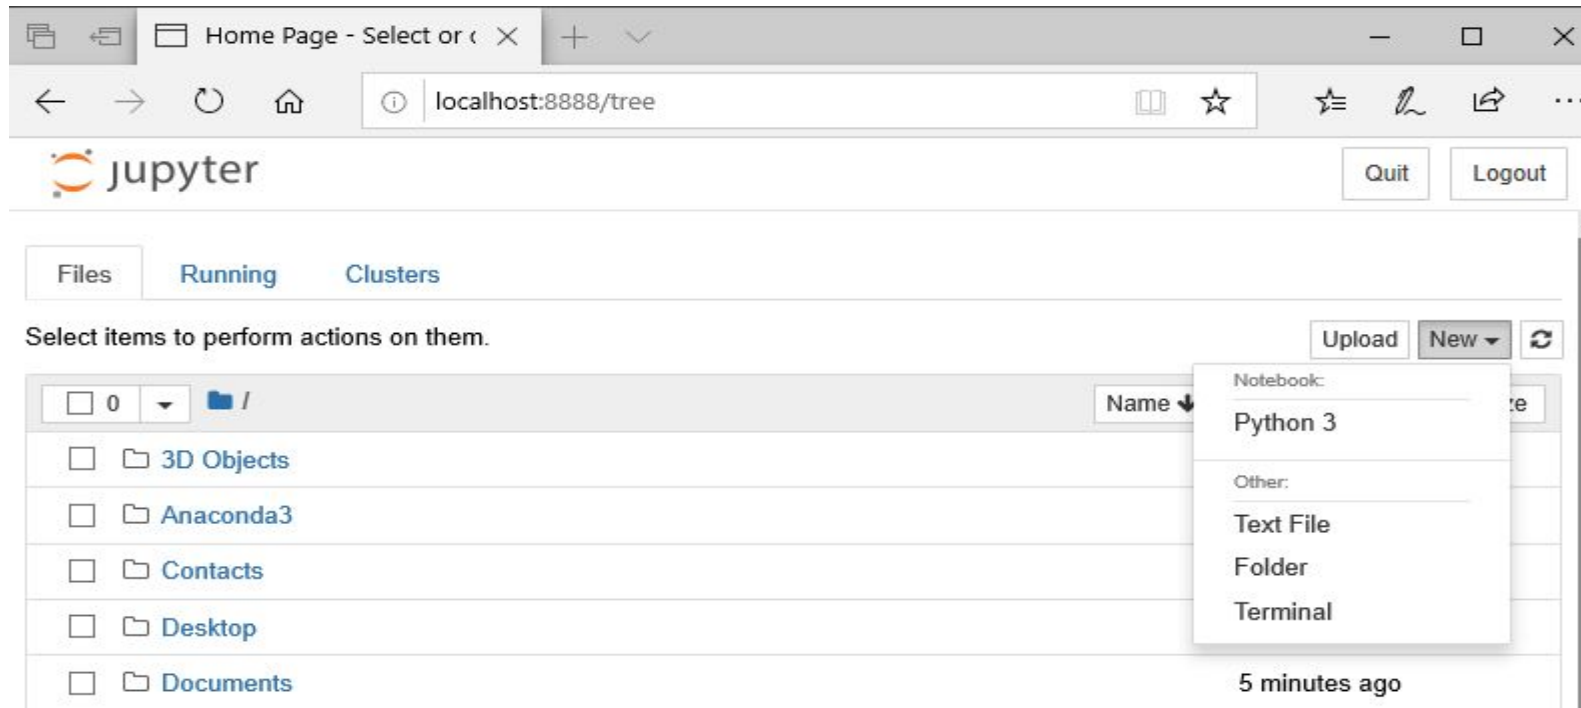 Home Page - Select or c
localhost:8888/tree
jupyter
Quit Logout
Files Running Clusters
Select items to perform actions on them.
Upload New
0 / Name ze
Notebook:
Python 3
Other:
Text File
Folder
Terminal
3D Objects
Anaconda3
Contacts
Desktop
Documents 5 minutes ago